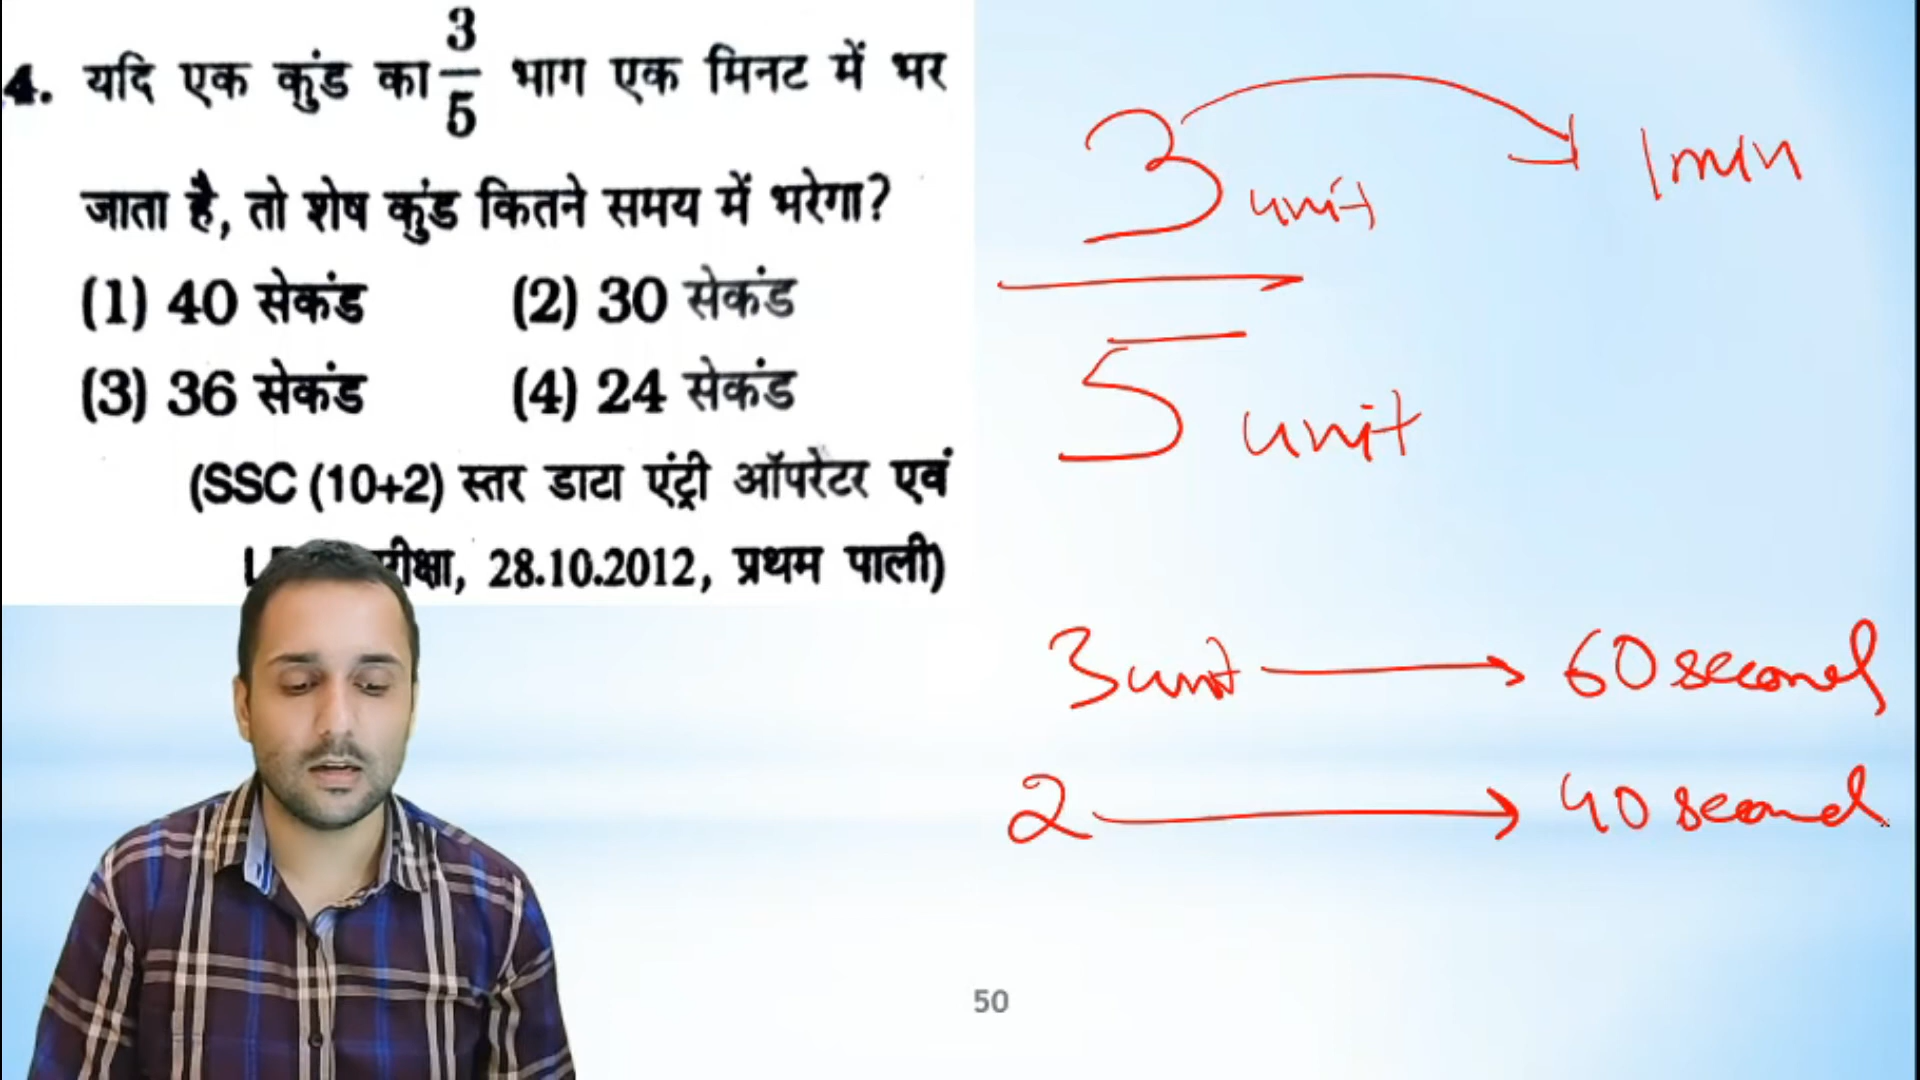 4. यदि एक कुंड का 3/5 भाग एक मिनट में भर
जाता है, तो शेष कुंड कितने समय में भरेगा?
(1) 40 सेकंड (2) 30 सेकंड
(3) 36 सेकंड (4) 24 सेकंड
(SSC (10+2) स्तर डाटा एंट्री ऑपरेटर एवं
28.10.2012, प्रथम पाली)
3 unit 1 min
5 unit
3 unit 60 second
2 40 second
50